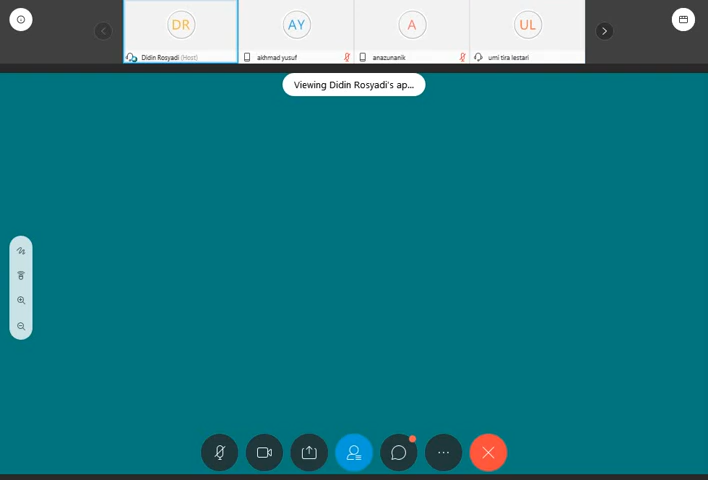 DR
AY
A
UL
Didin Rosyadi (Host)
akhmad yusuf
anazunanik
umi tira lestari
Viewing Didin Rosyadi's ap...